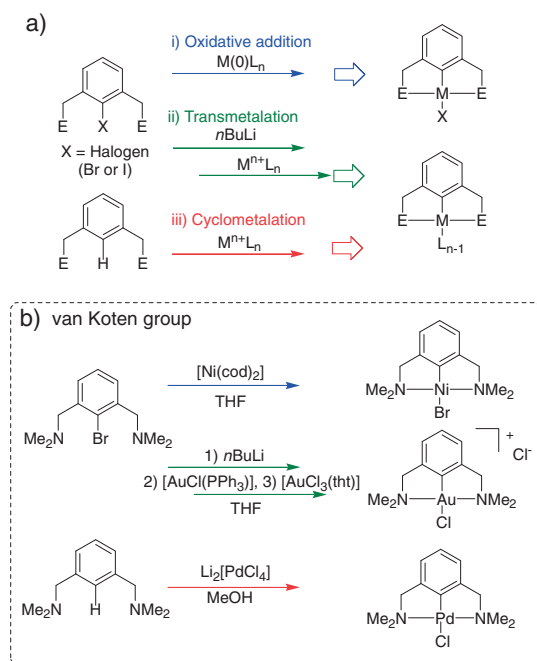 a)
i) Oxidative addition
M(0)Lₙ
E X E
X = Halogen
(Br or I)
E M E
X
ii) Transmetalation
nBuLi
Mⁿ⁺Lₙ
E M E
Lₙ₋₁
E H E
iii) Cyclometalation
Mⁿ⁺Lₙ
b) van Koten group
Me₂N Br NMe₂
[Ni(cod)₂]
THF
Me₂N Ni NMe₂
Br
1) nBuLi
2) [AuCl(PPh₃)], 3) [AuCl₃(tht)]
THF
+
Cl⁻
Me₂N Au NMe₂
Cl
Me₂N H NMe₂
Li₂[PdCl₄]
MeOH
Me₂N Pd NMe₂
Cl